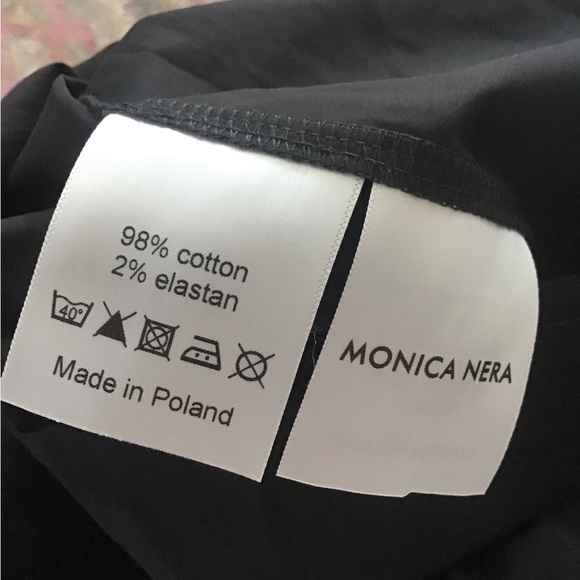 98% cotton
2% elastan
40°
Made in Poland
MONICA NERA